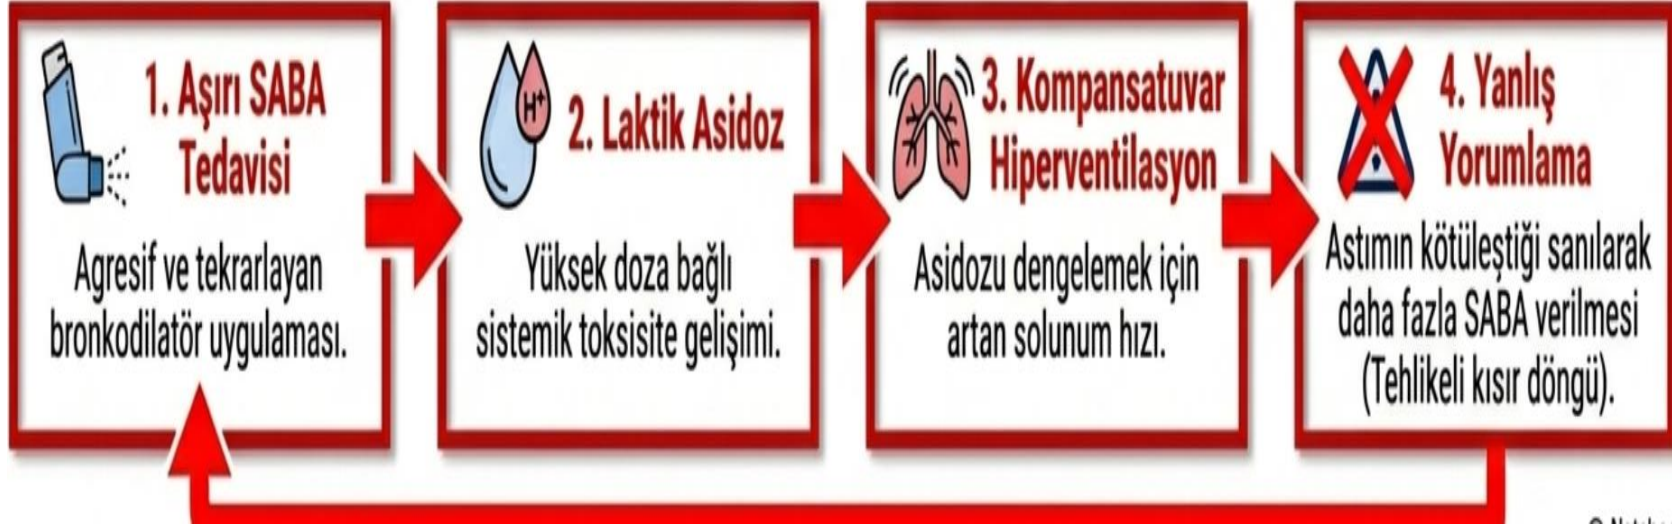 1. Aşırı SABA
Tedavisi
Agresif ve tekrarlayan
bronkodilatör uygulaması.
H+
2. Laktik Asidoz
Yüksek doza bağlı
sistemik toksisite gelişimi.
3. Kompansatuvar
Hiperventilasyon
Asidozu dengelemek için
artan solunum hızı.
4. Yanlış
Yorumlama
Astımın kötüleştiği sanılarak
daha fazla SABA verilmesi
(Tehlikeli kısır döngü).